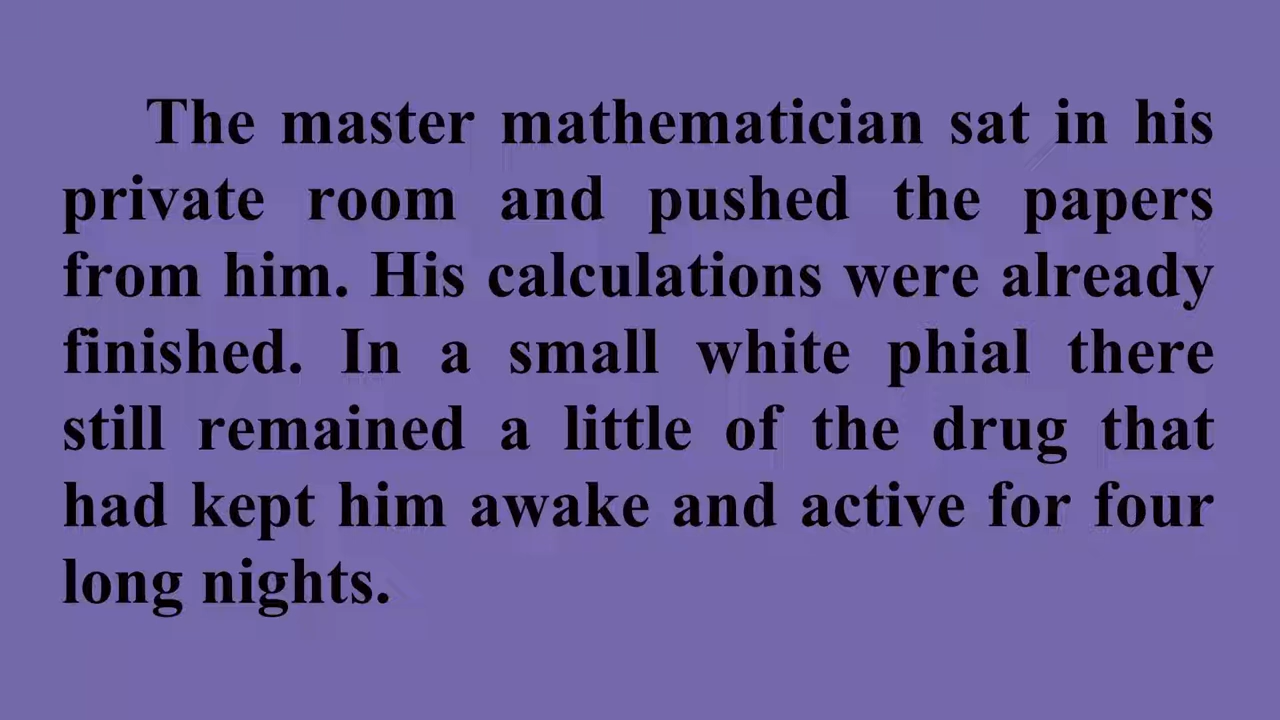 The master mathematician sat in his
private room and pushed the papers
from him. His calculations were already
finished. In a small white phial there
still remained a little of the drug that
had kept him awake and active for four
long nights.